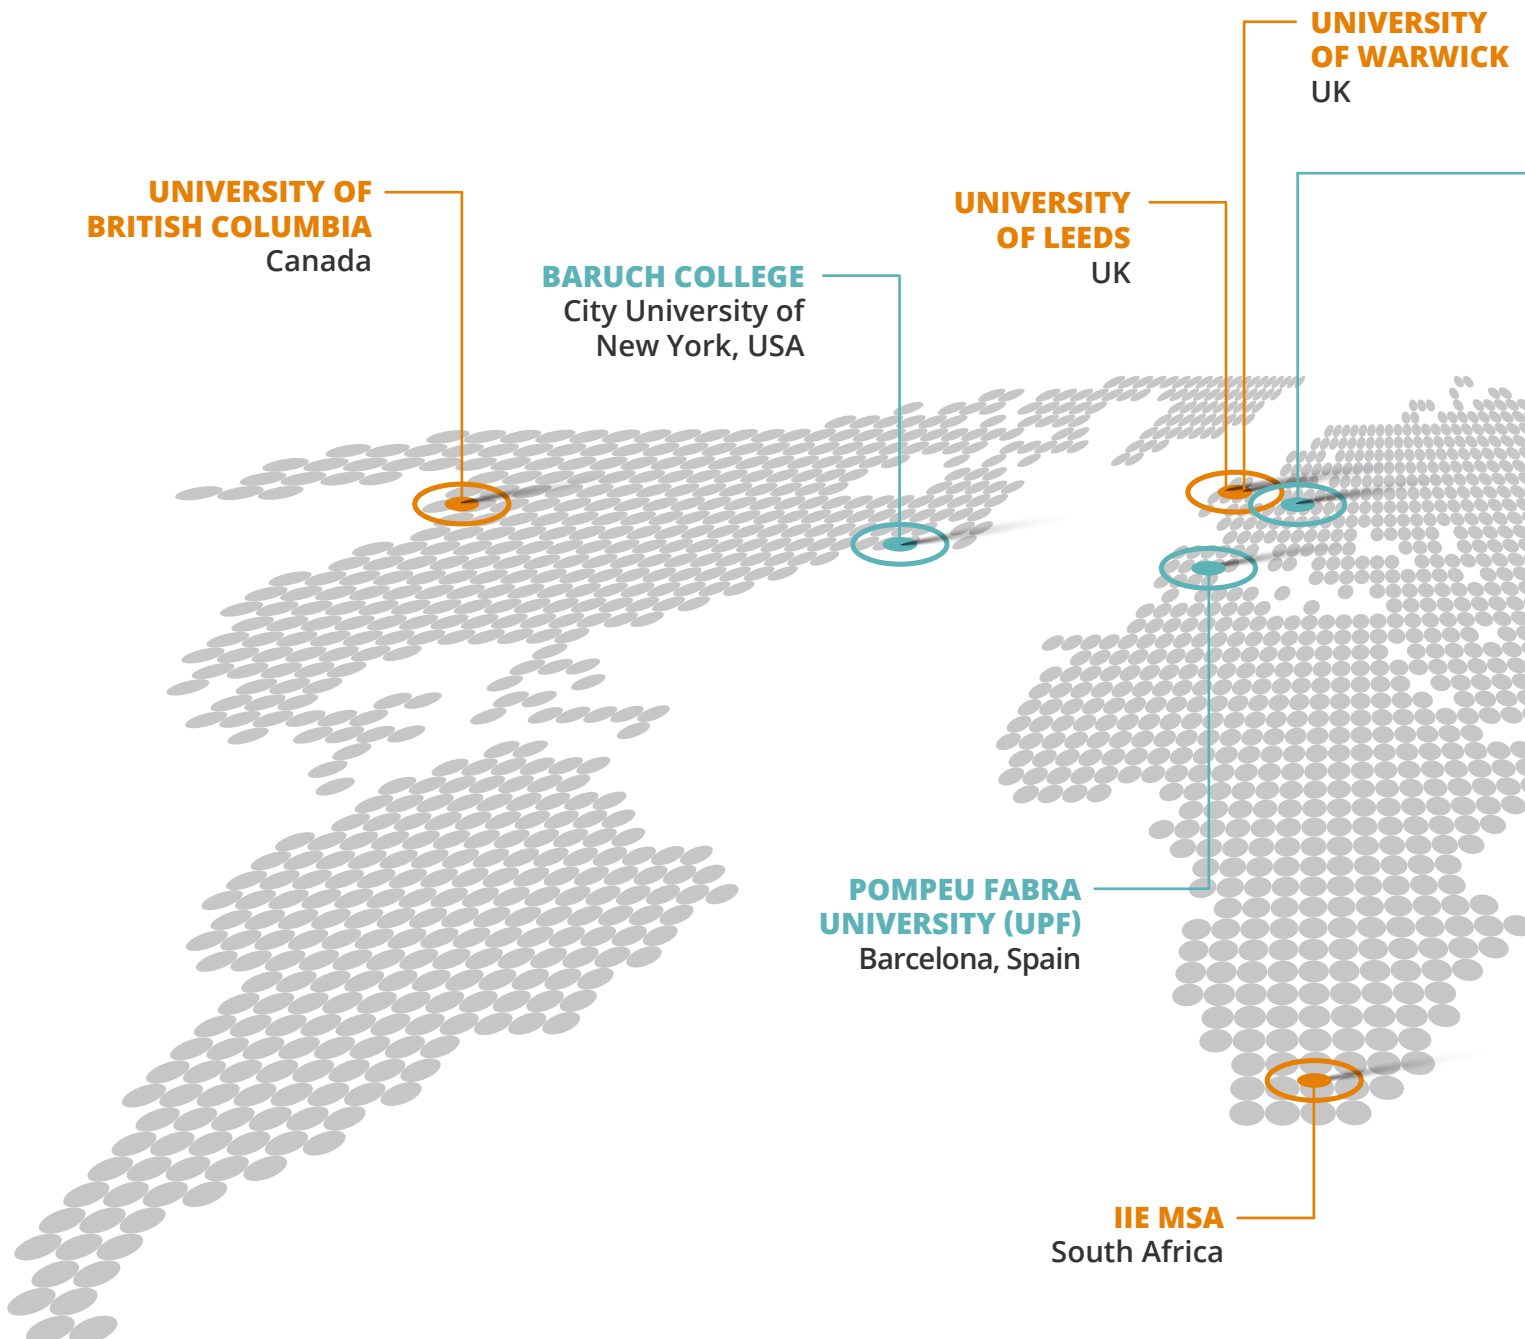 UNIVERSITY
OF WARWICK
UK
UNIVERSITY OF
BRITISH COLUMBIA
Canada
UNIVERSITY
OF LEEDS
UK
BARUCH COLLEGE
City University of
New York, USA
POMPEU FABRA
UNIVERSITY (UPF)
Barcelona, Spain
IIE MSA
South Africa